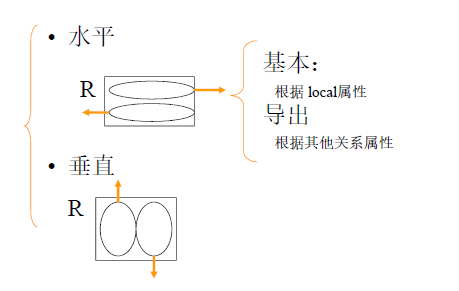 • 水平
R
基本：
根据 local属性
导出
根据其他关系属性
• 垂直
R